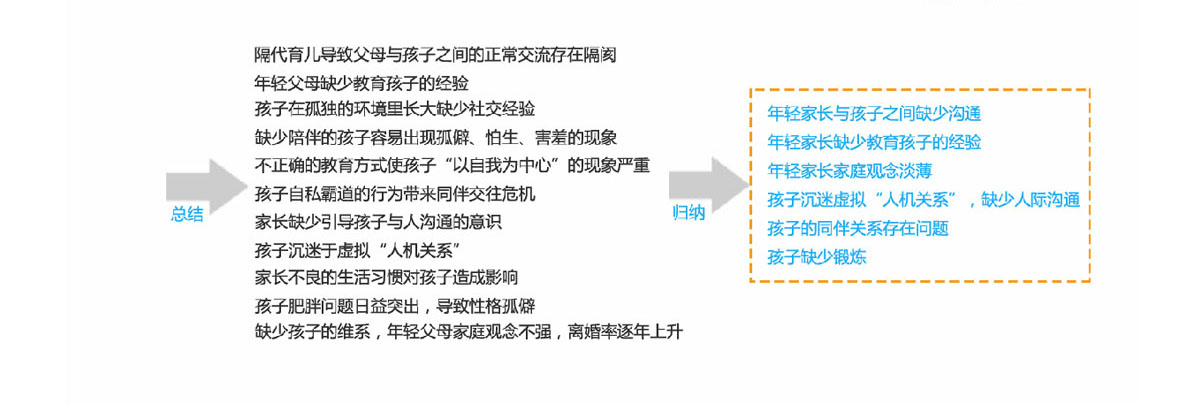 总结
隔代育儿导致父母与孩子之间的正常交流存在隔阂
年轻父母缺少教育孩子的经验
孩子在孤独的环境里长大缺少社交经验
缺少陪伴的孩子容易出现孤僻、怕生、害羞的现象
不正确的教育方式使孩子“以自我为中心”的现象严重
孩子自私霸道的行为带来同伴交往危机
家长缺少引导孩子与人沟通的意识
孩子沉迷于虚拟“人机关系”
家长不良的生活习惯对孩子造成影响
孩子肥胖问题日益突出，导致性格孤僻
缺少孩子的维系，年轻父母家庭观念不强，离婚率逐年上升
归纳
年轻家长与孩子之间缺少沟通
年轻家长缺少教育孩子的经验
年轻家长家庭观念淡薄
孩子沉迷虚拟“人机关系”，缺少人际沟通
孩子的同伴关系存在问题
孩子缺少锻炼